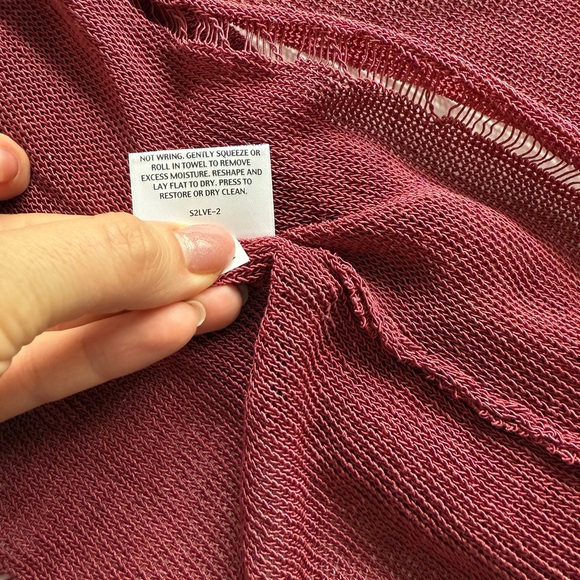 NOT WRING. GENTLY SQUEEZE OR
ROLL IN TOWEL TO REMOVE
EXCESS MOISTURE. RESHAPE AND
LAY FLAT TO DRY. PRESS TO
RESTORE OR DRY CLEAN.
S2LVE-2